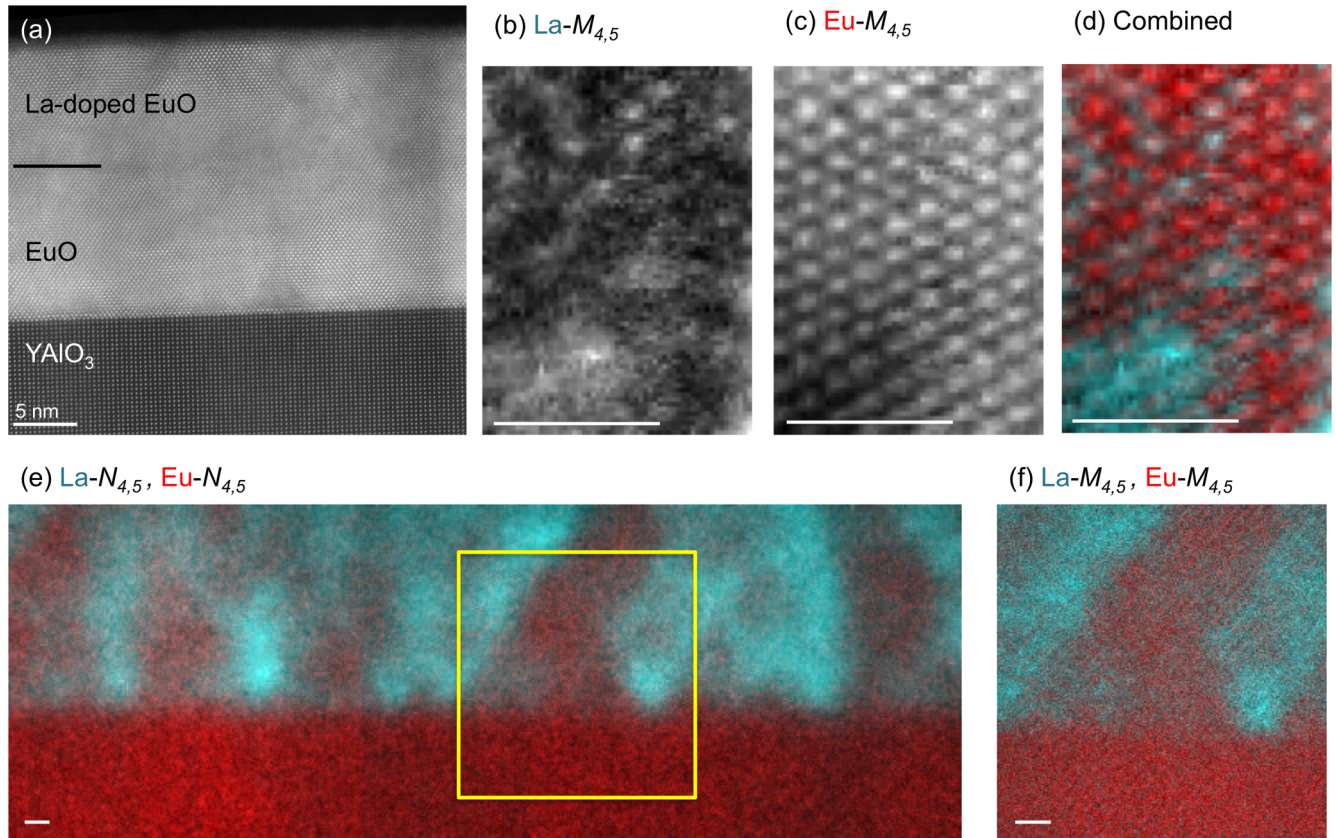 (a)
La-doped EuO
EuO
YAlO₃
5 nm
(b) La-M₄,₅
(c) Eu-M₄,₅
(d) Combined
(e) La-N₄,₅, Eu-N₄,₅
(f) La-M₄,₅, Eu-M₄,₅